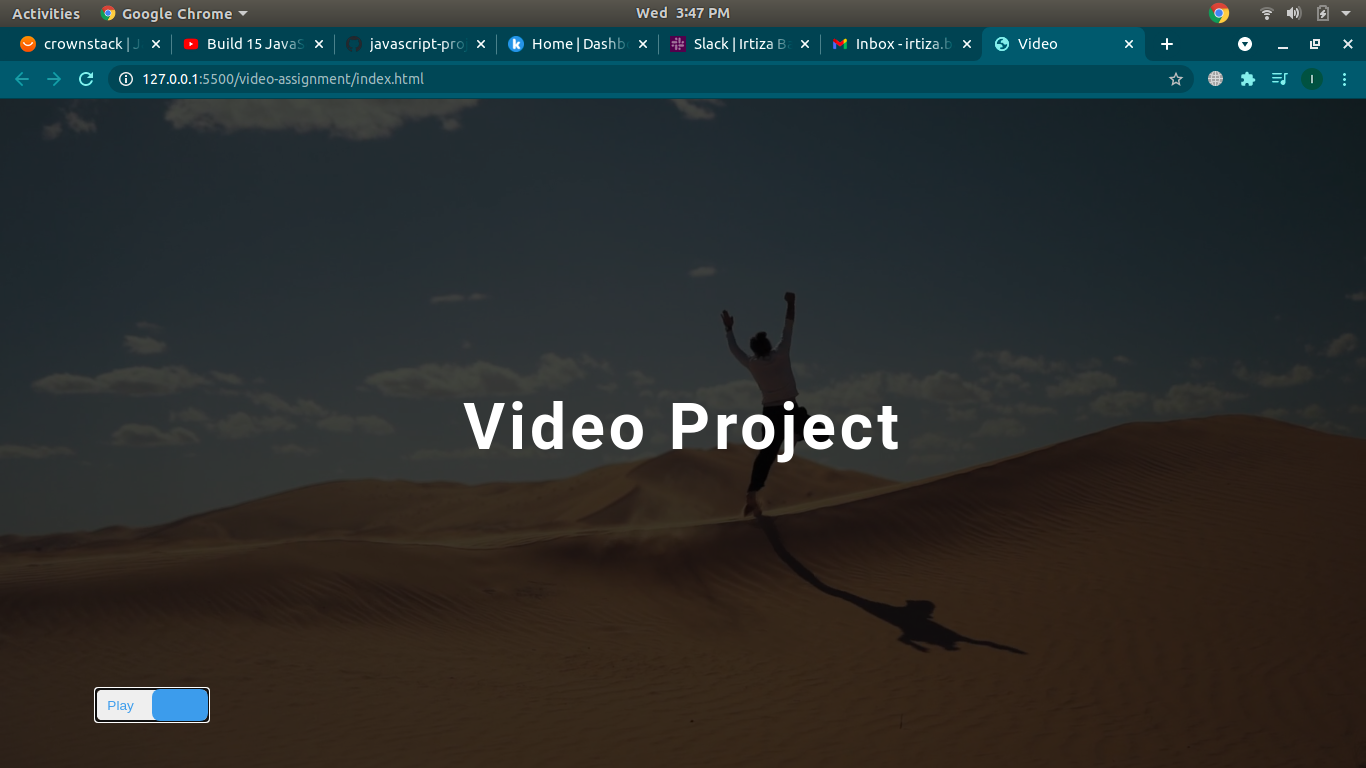 Activities Google Chrome Wed 3:47 PM
crownstack | J Build 15 JavaS javascript-pro Home | Dashb Slack | Irtiza Ba Inbox - irtiza.b Video
127.0.0.1:5500/video-assignment/index.html I
Video Project
Play